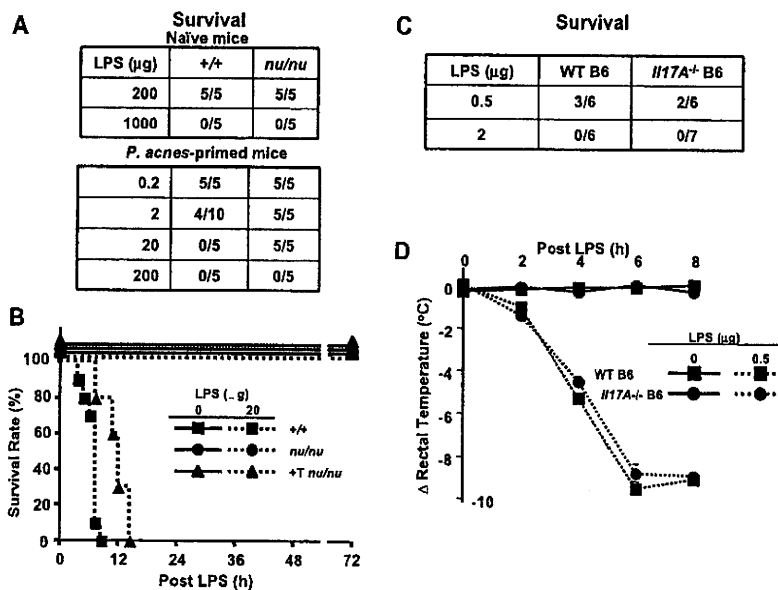 A
Survival
Naïve mice
LPS (µg) +/+ nu/nu
200 5/5 5/5
1000 0/5 0/5
P. acnes-primed mice
0.2 5/5 5/5
2 4/10 5/5
20 0/5 5/5
200 0/5 0/5
B
Survival Rate (%)
100
80
60
40
20
0
0 12 24 36 48 72
Post LPS (h)
LPS (_ g)
0 20
+/+
nu/nu
+T nu/nu
C
Survival
LPS (µg) WT B6 Il17A-/- B6
0.5 3/6 2/6
2 0/6 0/7
D
Post LPS (h)
0 2 4 6 8
Δ Rectal Temperature (°C)
0
-2
-4
-6
-8
-10
LPS (µg)
0 0.5
WT B6
Il17A-/- B6